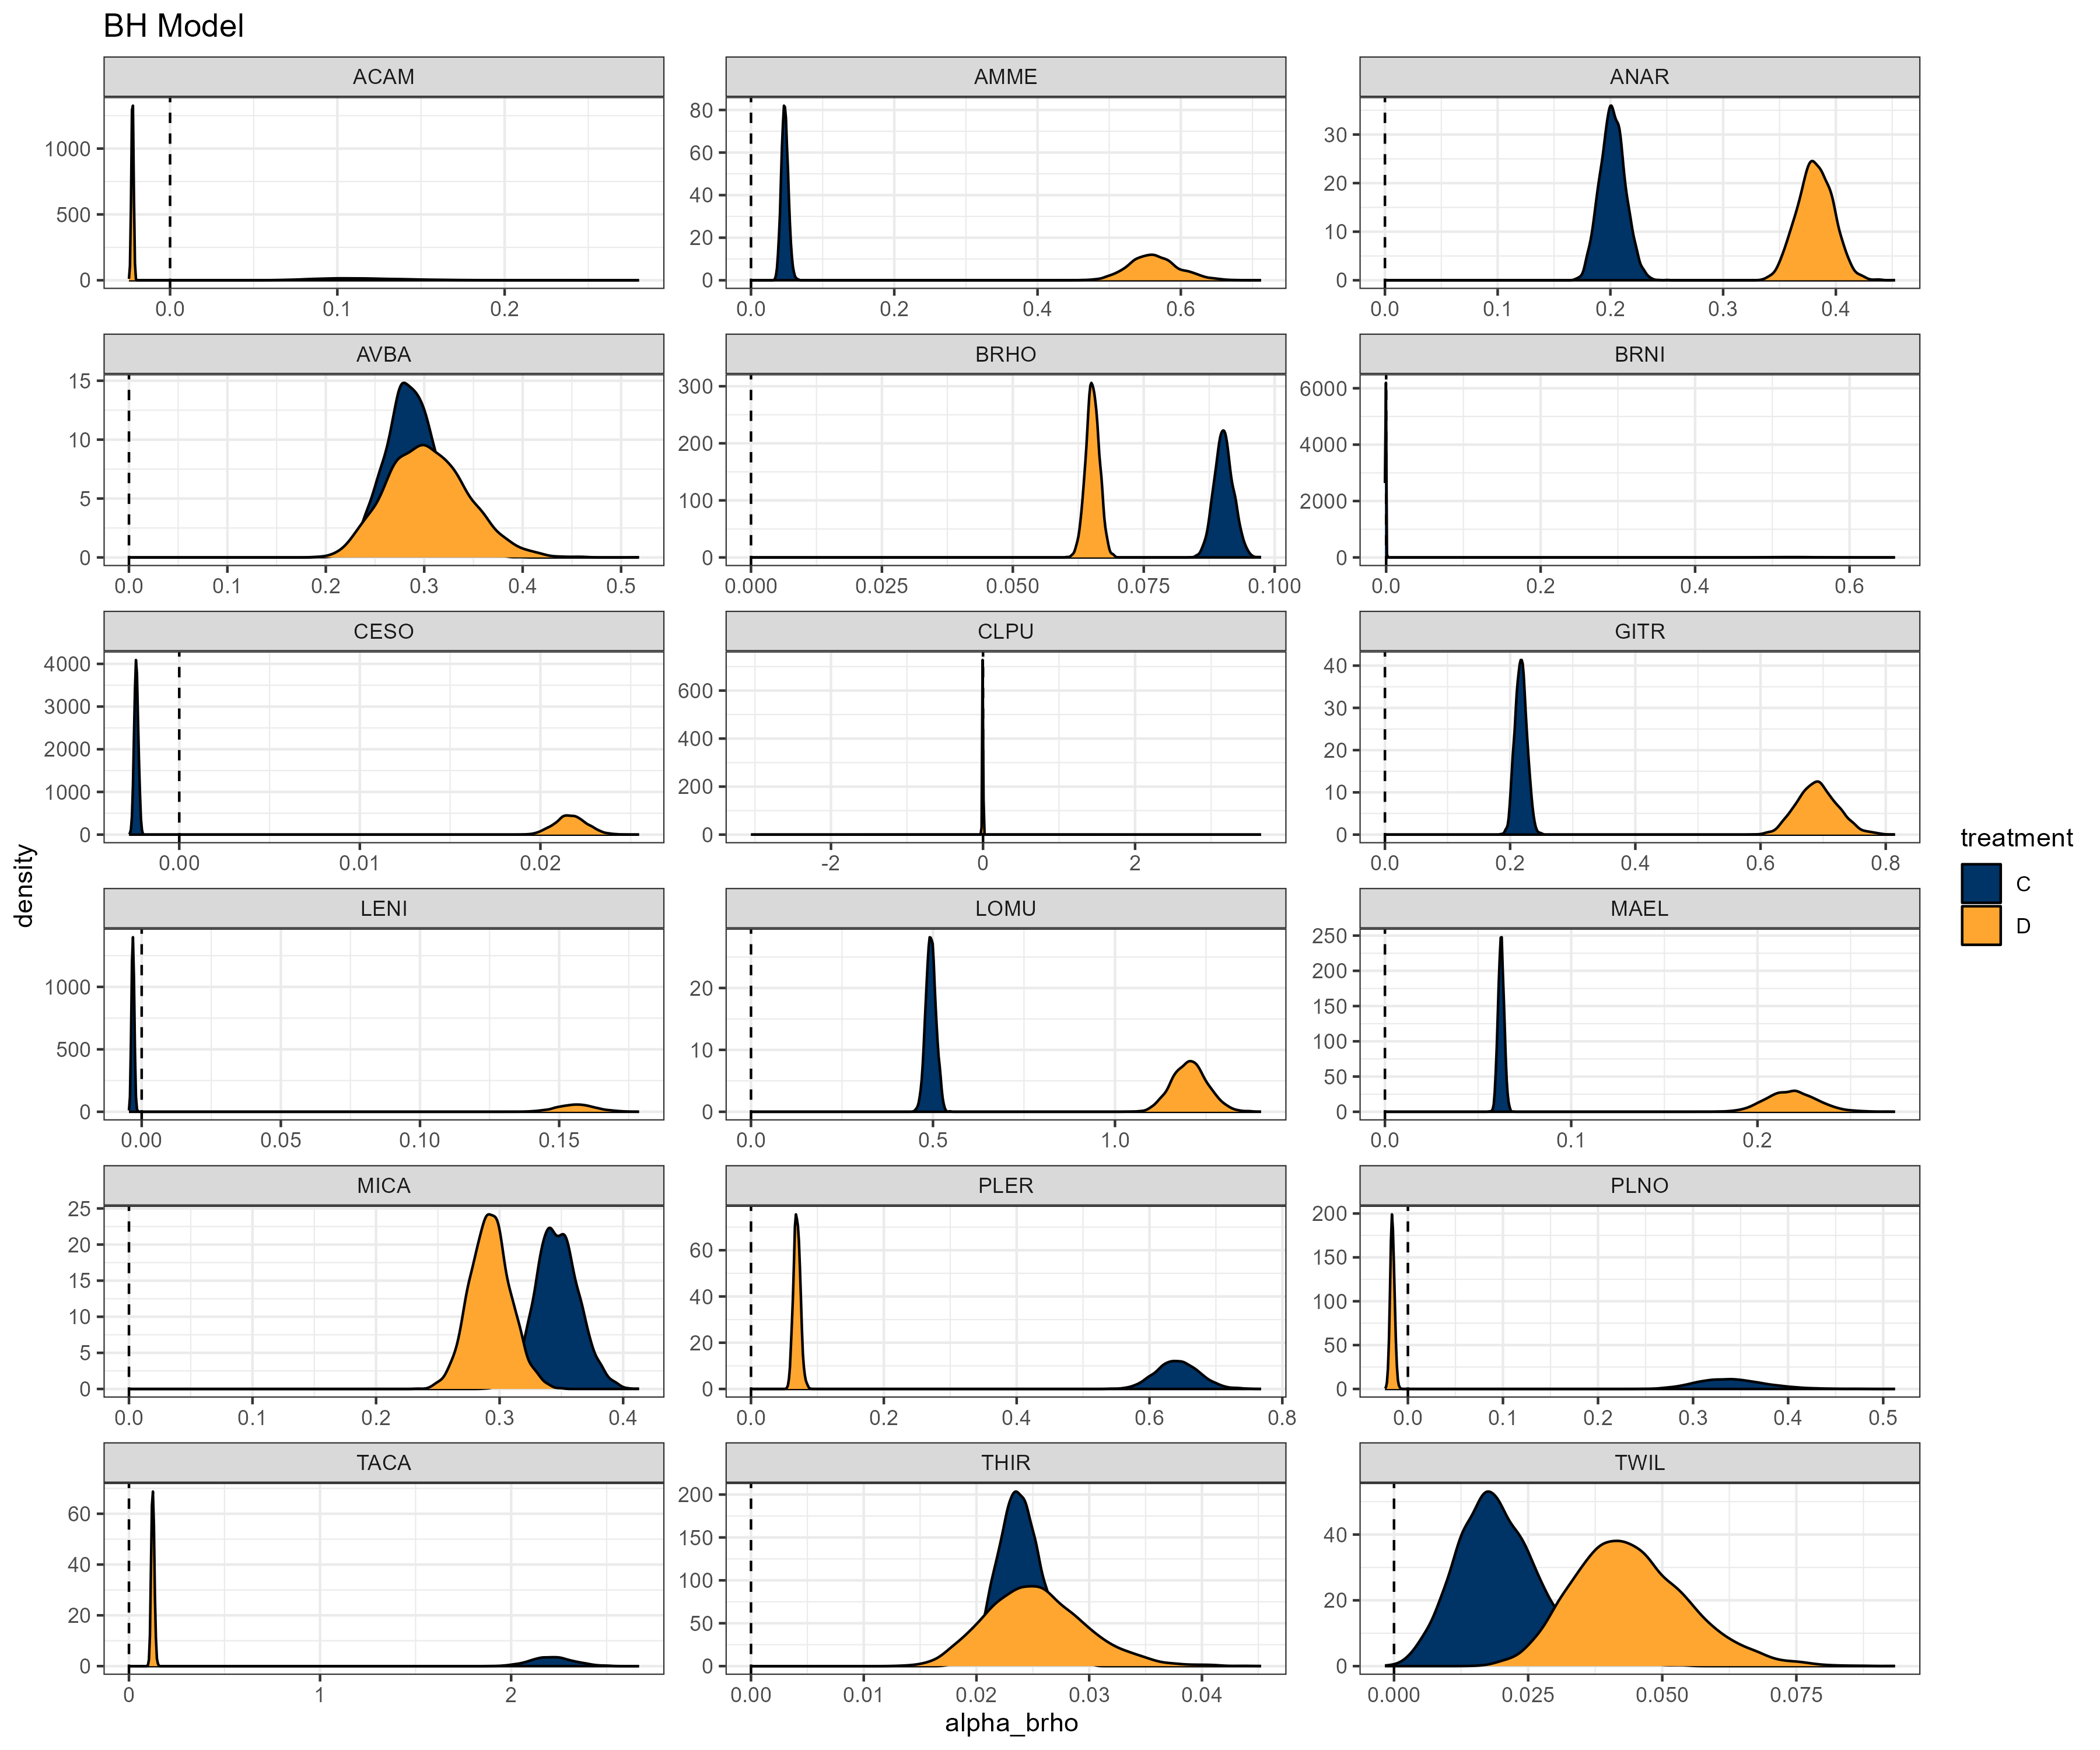 BH Model
ACAM AMME ANAR
1000 500 0
80 60 40 20 0
30 20 10 0
0.0 0.1 0.2
0.0 0.2 0.4 0.6
0.0 0.1 0.2 0.3 0.4
AVBA BRHO BRNI
15 10 5 0
300 200 100 0
6000 4000 2000 0
0.0 0.1 0.2 0.3 0.4 0.5
0.000 0.025 0.050 0.075 0.100
0.0 0.2 0.4 0.6
CESO CLPU GITR
4000 3000 2000 1000 0
600 400 200 0
40 30 20 10 0
0.00 0.01 0.02
-2 0 2
0.0 0.2 0.4 0.6 0.8
density
treatment
C
D
LENI LOMU MAEL
1000 500 0
20 10 0
250 200 150 100 50 0
0.00 0.05 0.10 0.15
0.0 0.5 1.0
0.0 0.1 0.2
MICA PLER PLNO
25 20 15 10 5 0
60 40 20 0
200 150 100 50 0
0.0 0.1 0.2 0.3 0.4
0.0 0.2 0.4 0.6 0.8
0.0 0.1 0.2 0.3 0.4 0.5
TACA THIR TWIL
60 40 20 0
200 150 100 50 0
40 20 0
0 1 2
0.00 0.01 0.02 0.03 0.04
0.000 0.025 0.050 0.075
alpha_brho